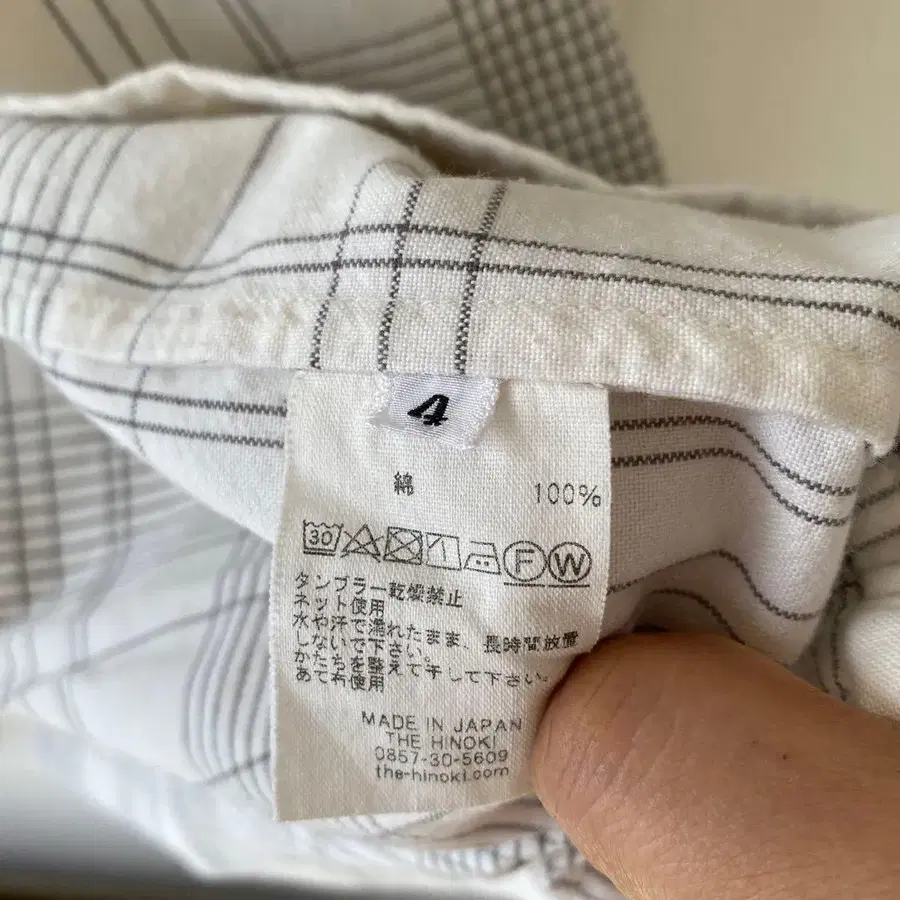 4
綿 100%
30 F W
タンブラー乾燥禁止
ネット使用
水や汗で濡れたまま、長時間放置
しないで下さい。
かたちを整えて干して下さい。
あて布使用
MADE IN JAPAN
THE HINOKI
0857-30-5609
the-hinoki.com